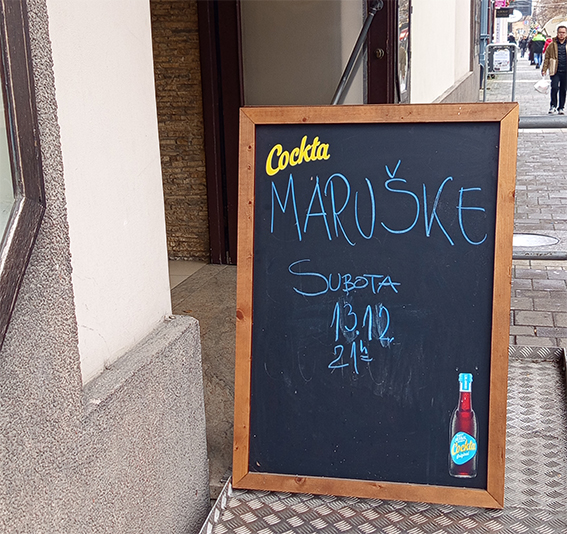 Cockta
MARUŠKE
SUBOTA
13.12.
21h
Cockta